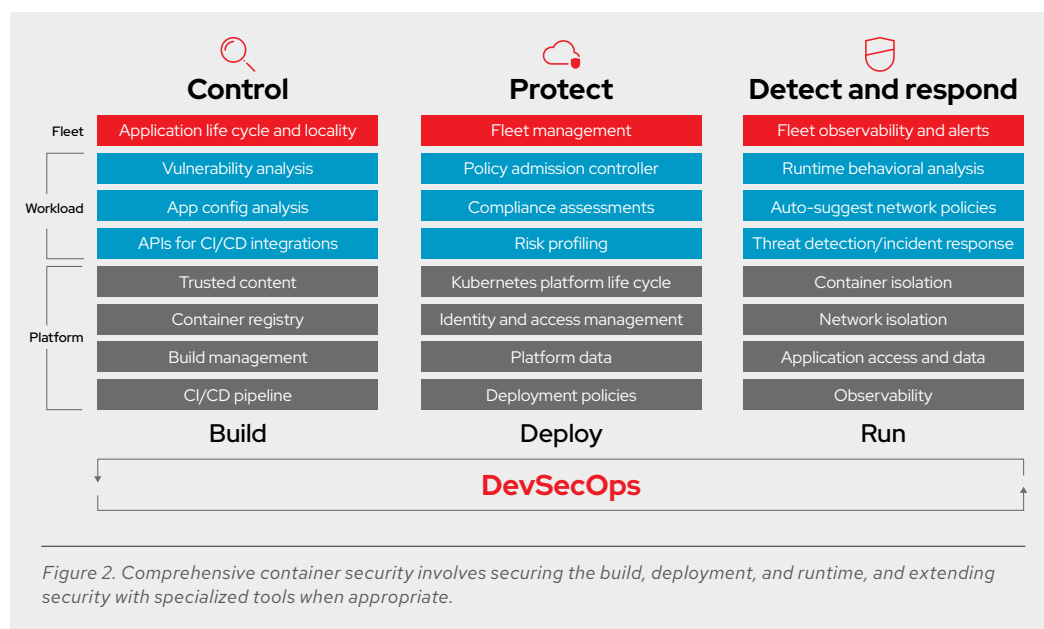 Control
Protect
Detect and respond
Fleet
Application life cycle and locality
Fleet management
Fleet observability and alerts
Workload
Vulnerability analysis
Policy admission controller
Runtime behavioral analysis
App config analysis
Compliance assessments
Auto-suggest network policies
APIs for CI/CD integrations
Risk profiling
Threat detection/incident response
Platform
Trusted content
Kubernetes platform life cycle
Container isolation
Container registry
Identity and access management
Network isolation
Build management
Platform data
Application access and data
CI/CD pipeline
Deployment policies
Observability
Build
Deploy
Run
DevSecOps
Figure 2. Comprehensive container security involves securing the build, deployment, and runtime, and extending
security with specialized tools when appropriate.